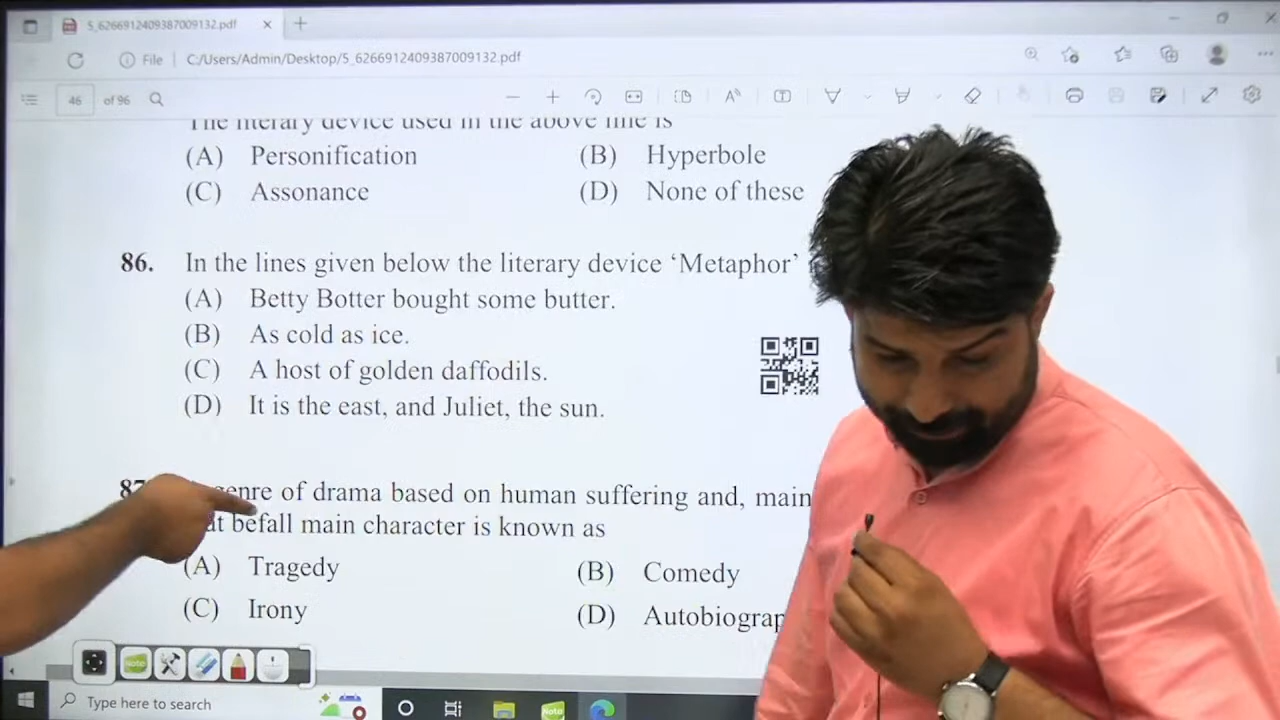 5_6266912409387009132.pdf
File C:/Users/Admin/Desktop/5_6266912409387009132.pdf
46 of 96
The literary device used in the above line is
(A) Personification (B) Hyperbole
(C) Assonance (D) None of these
86. In the lines given below the literary device ‘Metaphor’
(A) Betty Botter bought some butter.
(B) As cold as ice.
(C) A host of golden daffodils.
(D) It is the east, and Juliet, the sun.
genre of drama based on human suffering and, main
befall main character is known as
(A) Tragedy (B) Comedy
(C) Irony (D) Autobiograp
Note
Type here to search
Note